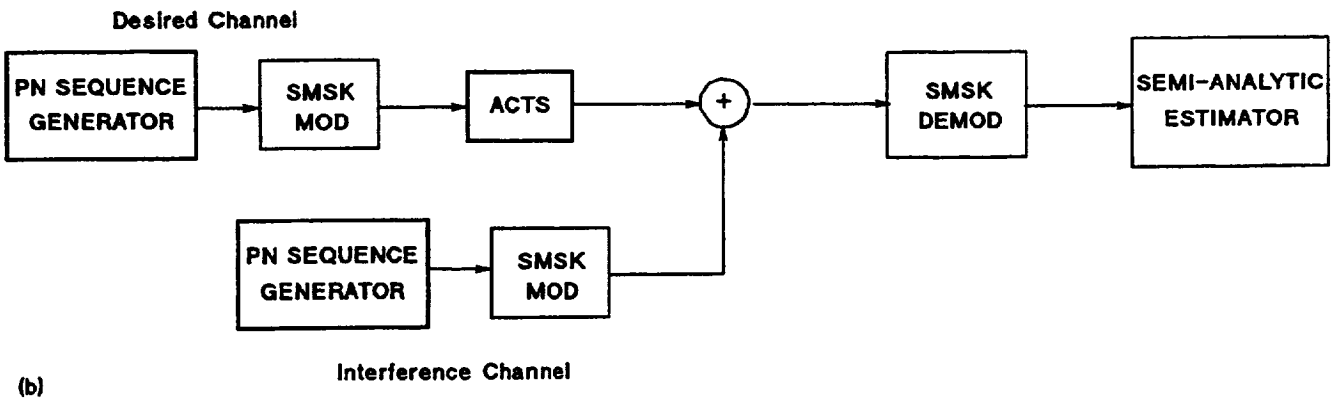 Desired Channel
PN SEQUENCE
GENERATOR
SMSK
MOD
ACTS
+
SMSK
DEMOD
SEMI-ANALYTIC
ESTIMATOR
PN SEQUENCE
GENERATOR
SMSK
MOD
Interference Channel
(b)